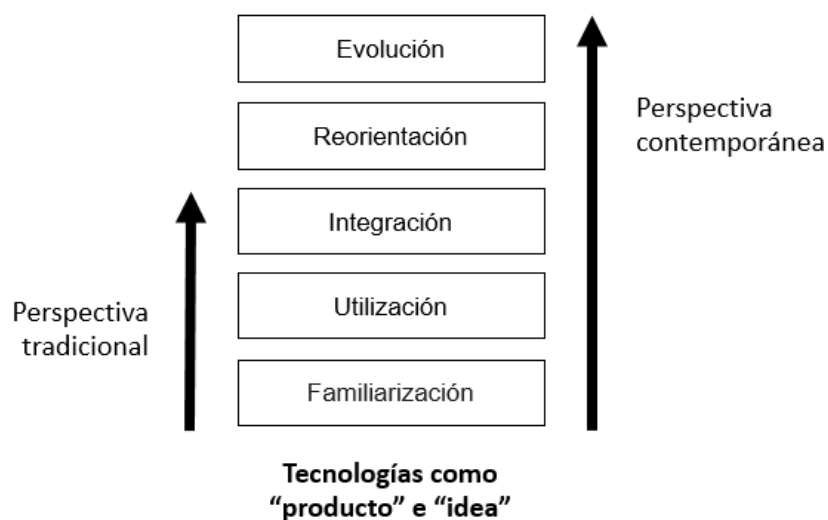 Evolución
Reorientación
Integración
Utilización
Familiarización
Perspectiva
tradicional
Perspectiva
contemporánea
Tecnologías como
“producto” e “idea”